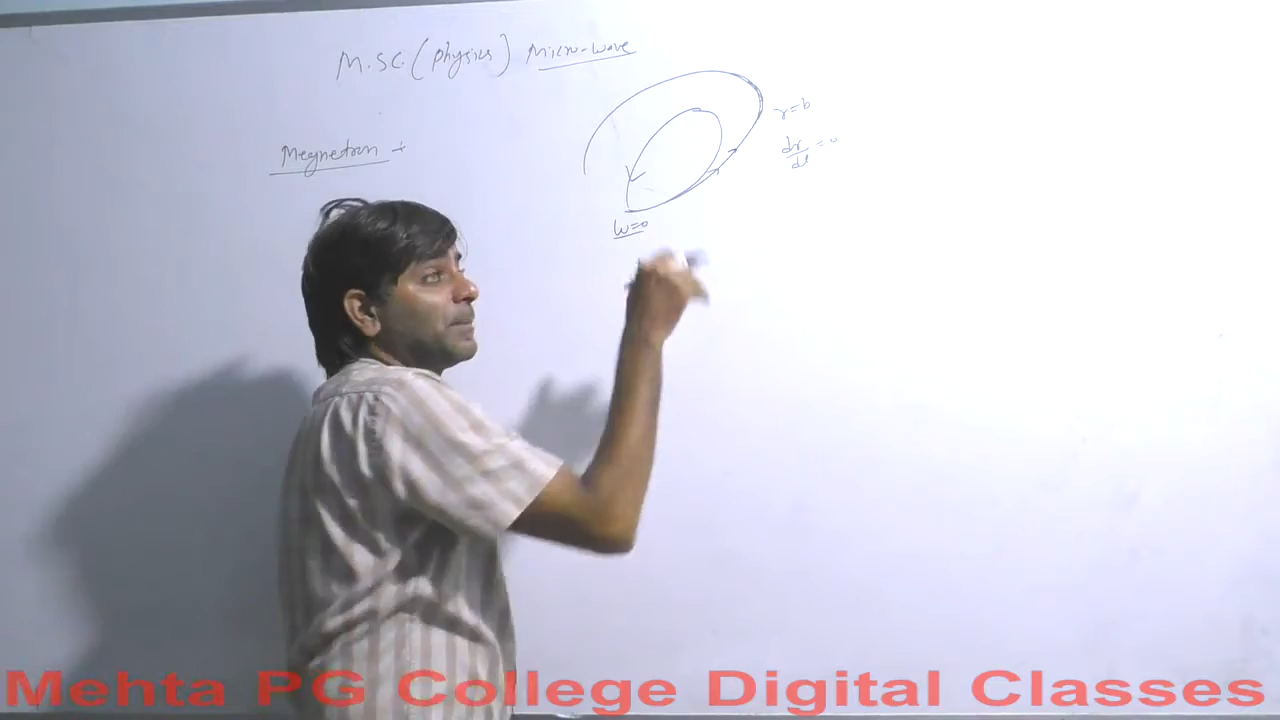 M.SC. (physics) Micro-wave
Megnetron
r=b
dr/dt = 0
W=0
Mehta PG College Digital Classes